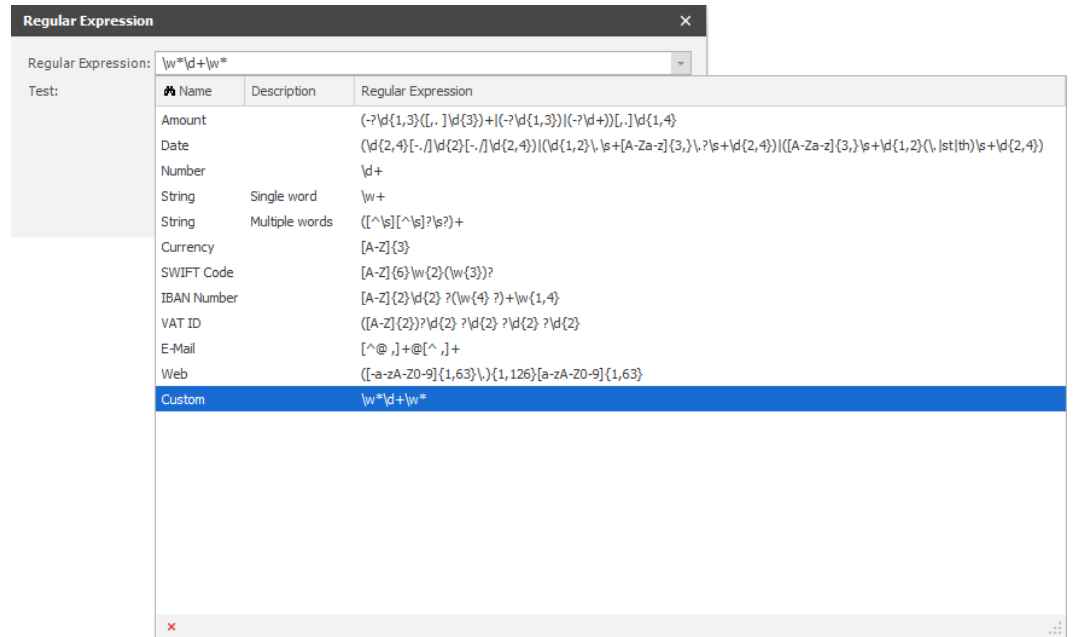 Regular Expression
Regular Expression: \w*\d+\w*
Test:
Name Description Regular Expression
Amount (-?\d{1,3}([,. ]\d{3})+|(-?\d{1,3})|(-?\d+))[,.]\d{1,4}
Date (\d{2,4}[-./]\d{2}[-./]\d{2,4})|(\d{1,2}\.\s+[A-Za-z]{3,}\.?\s+\d{2,4})|([A-Za-z]{3,}\s+\d{1,2}(\.|st|th)\s+\d{2,4})
Number \d+
String Single word \w+
String Multiple words ([^\s][^\s]?\s?)+
Currency [A-Z]{3}
SWIFT Code [A-Z]{6}\w{2}(\w{3})?
IBAN Number [A-Z]{2}\d{2} ?(\w{4} ?)+\w{1,4}
VAT ID ([A-Z]{2})?\d{2} ?\d{2} ?\d{2} ?\d{2}
E-Mail [^@ ,]+@[^ ,]+
Web ([-a-zA-Z0-9]{1,63}\.){1,126}[a-zA-Z0-9]{1,63}
Custom \w*\d+\w*